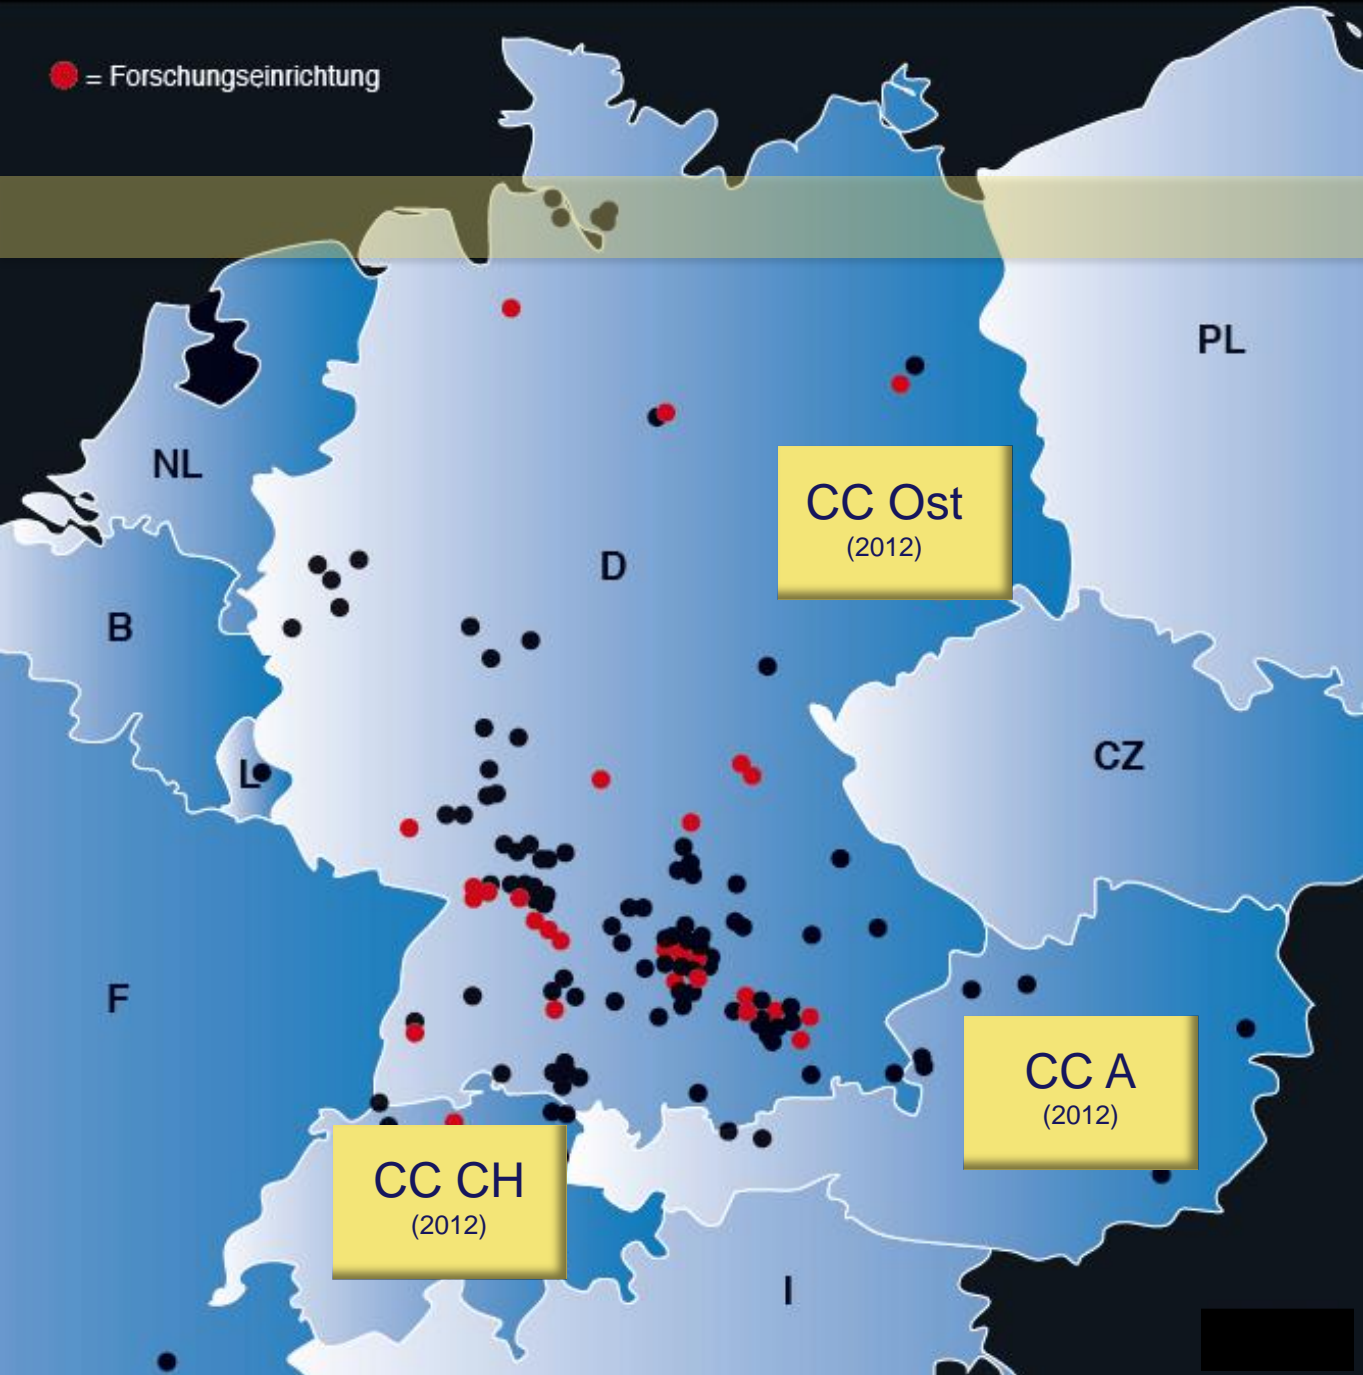 = Forschungseinrichtung
PL
NL
CC Ost
(2012)
D
B
CZ
L
F
CC A
(2012)
CC CH
(2012)
I